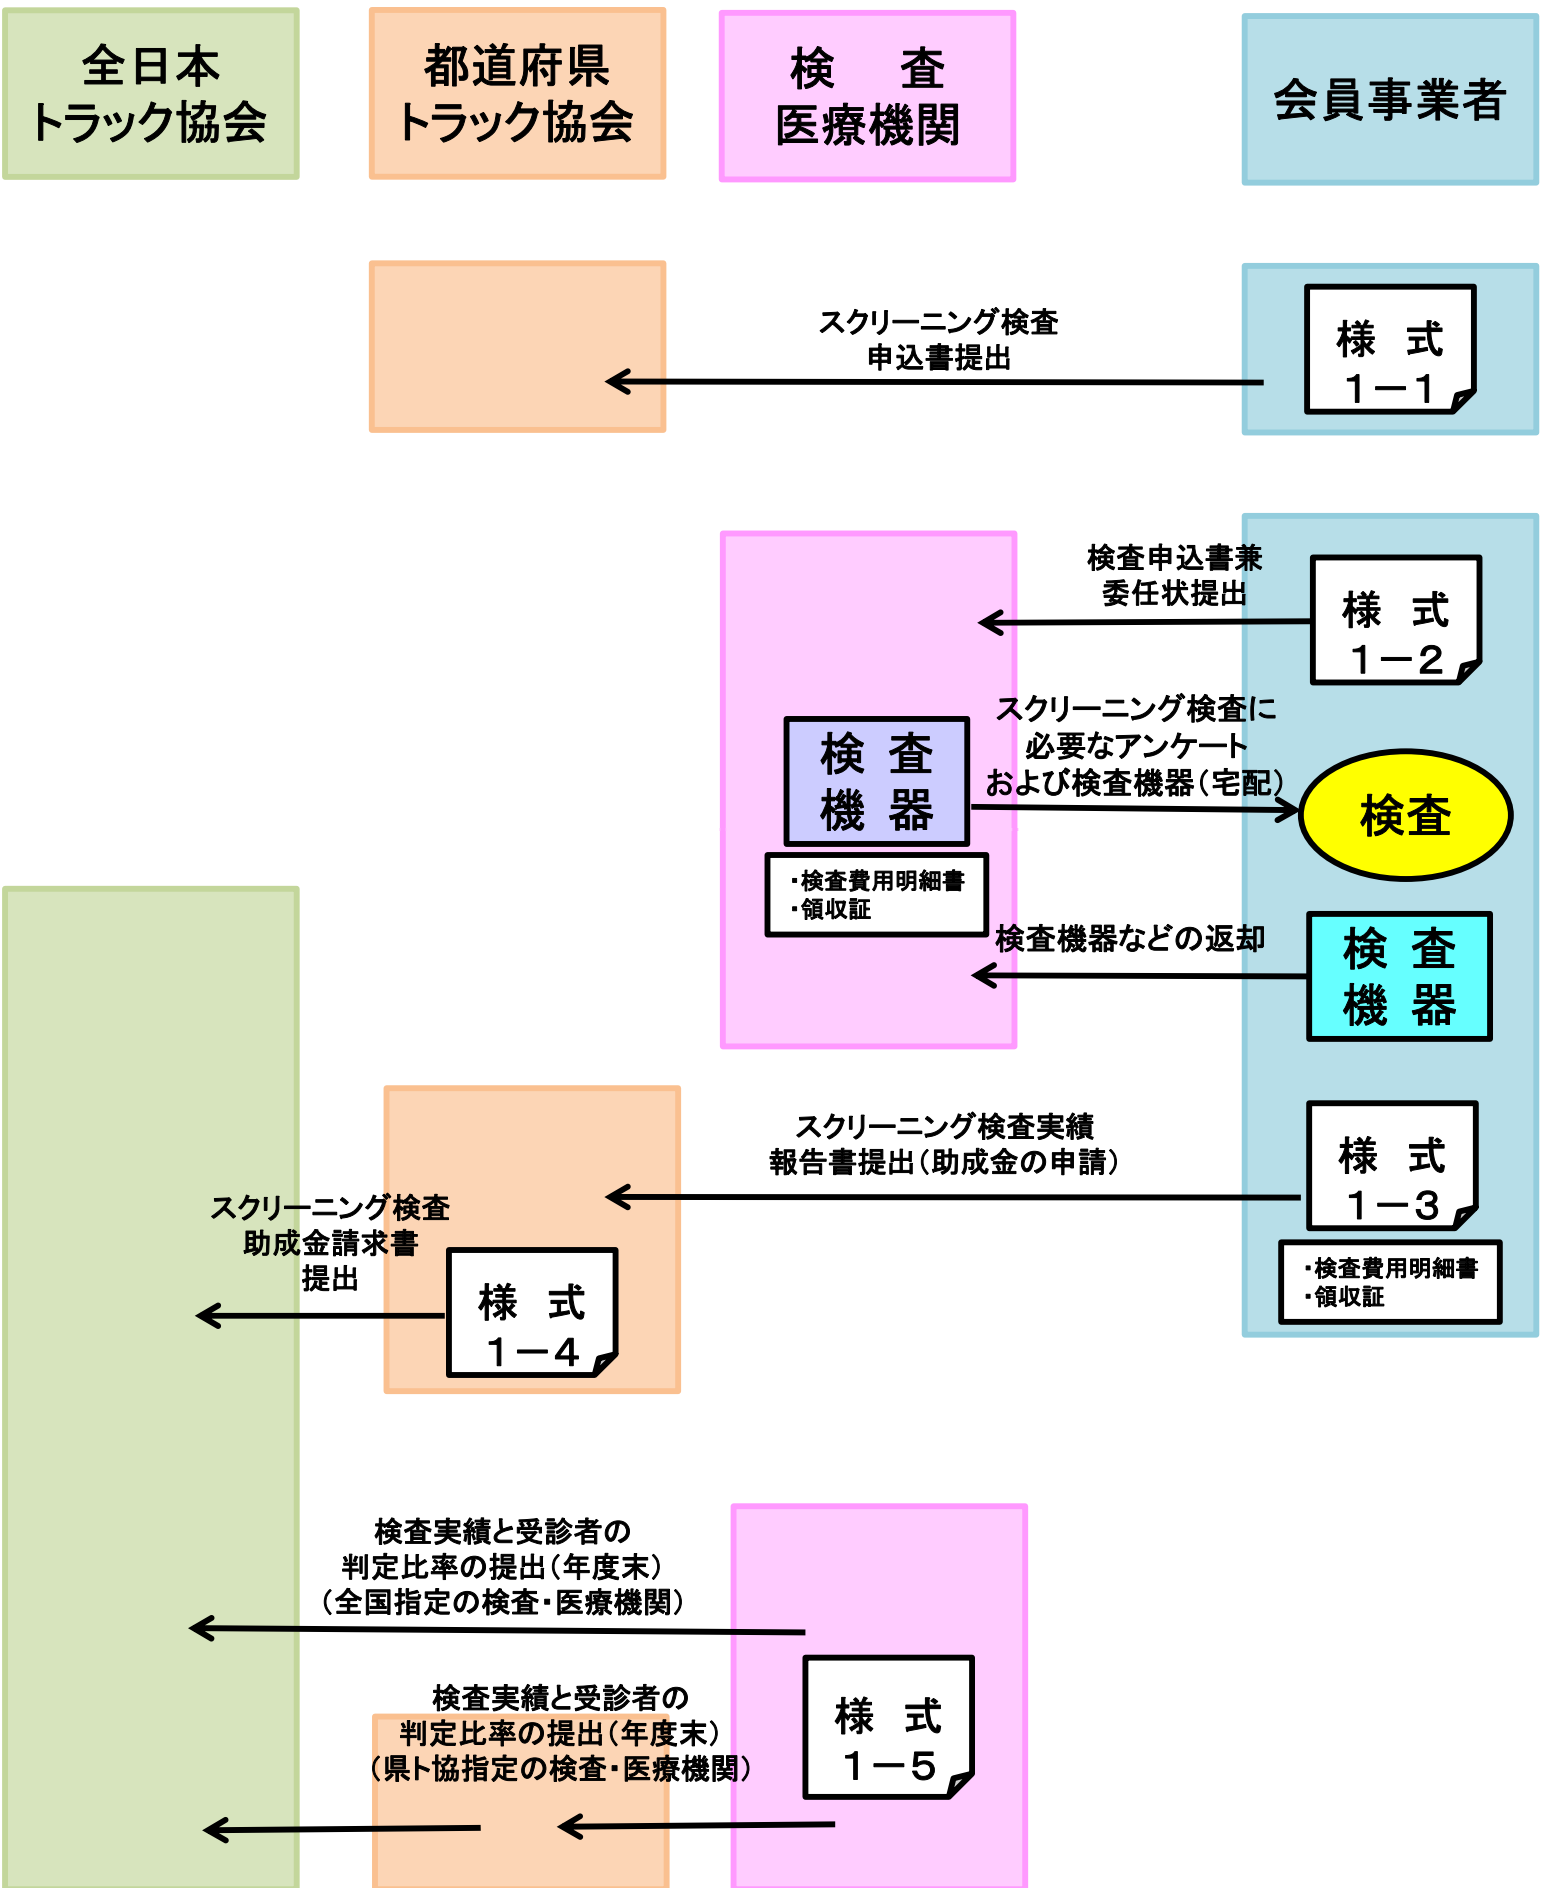 全日本
トラック協会
都道府県
トラック協会
検　査
医療機関
会員事業者
スクリーニング検査
申込書提出
様　式
１－１
検査申込書兼
委任状提出
様　式
１－２
スクリーニング検査に
必要なアンケート
および検査機器（宅配）
検　査
機　器
検査
・検査費用明細書
・領収証
検査機器などの返却
検　査
機　器
スクリーニング検査実績
報告書提出（助成金の申請）
様　式
１－３
・検査費用明細書
・領収証
スクリーニング検査
助成金請求書
提出
様　式
１－４
検査実績と受診者の
判定比率の提出（年度末）
（全国指定の検査・医療機関）
検査実績と受診者の
判定比率の提出（年度末）
（県ト協指定の検査・医療機関）
様　式
１－５